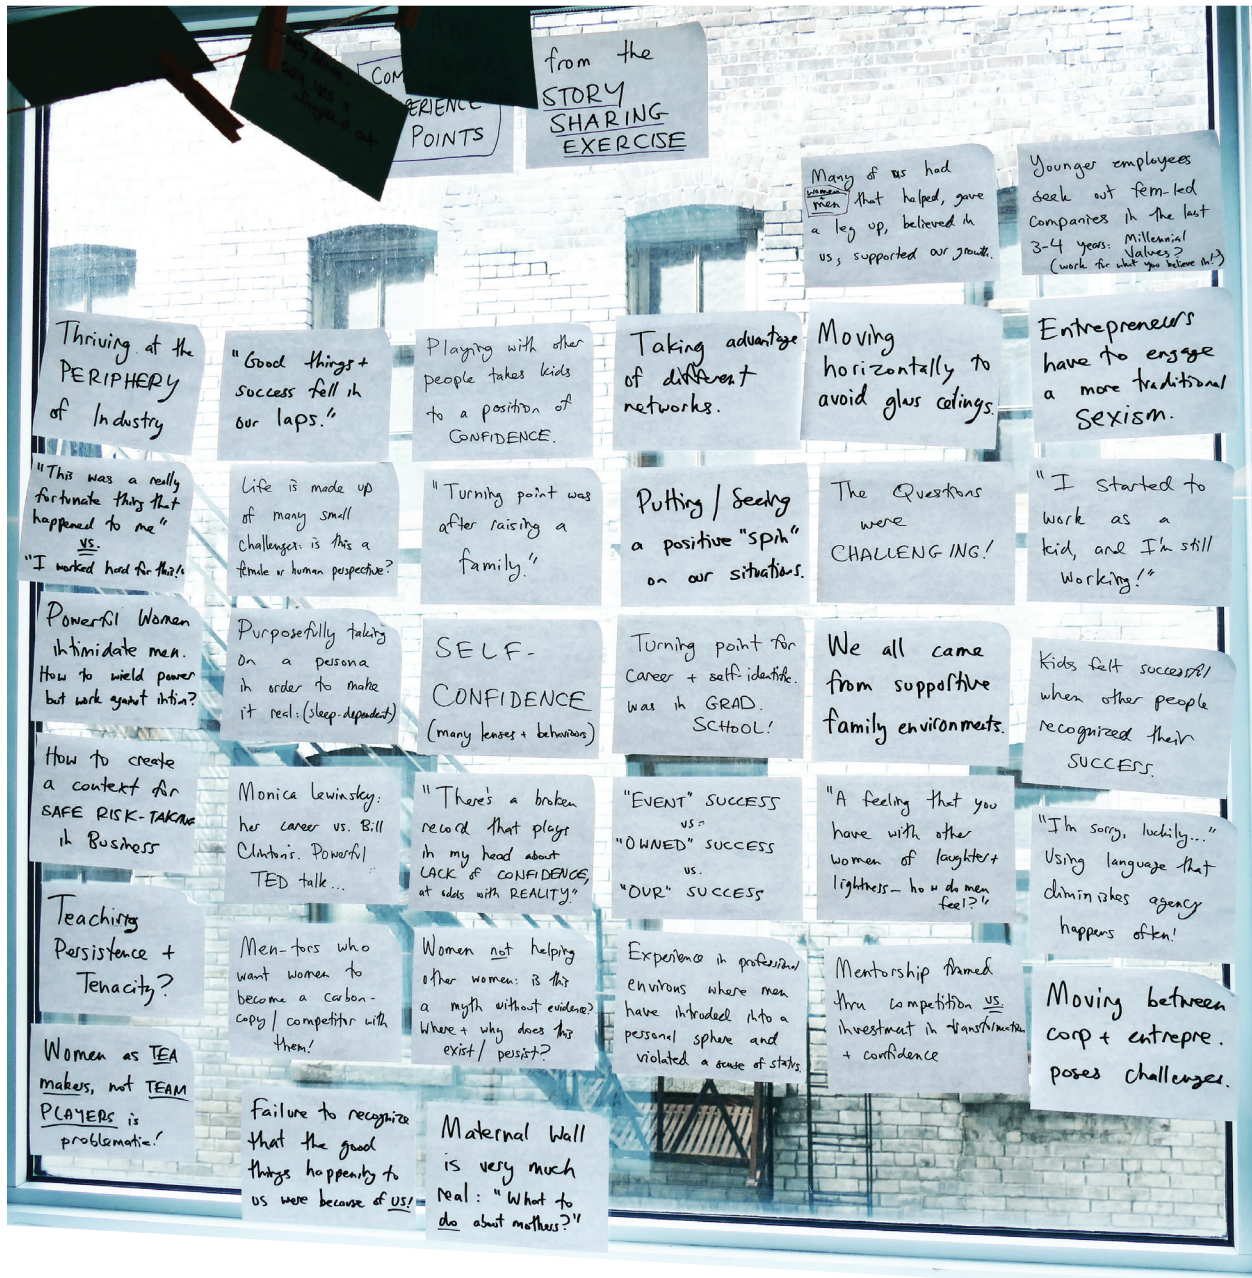 say yes &
figure it out
COM
PERIENCE
POINTS
from the
STORY
SHARING
EXERCISE
Many of us had
women +
men that helped, gave
a leg up, believed in
us, supported our growth.
Younger employees
seek out fem-led
companies in the last
3-4 years: Millennial
Values?
(work for what you believe in!)
Thriving at the
PERIPHERY
of Industry
"Good things +
success fell in
our laps."
Playing with other
people takes kids
to a position of
CONFIDENCE.
Taking advantage
of different
networks.
Moving
horizontally to
avoid glass ceilings.
Entrepreneurs
have to engage
a more traditional
SEXISM.
"This was a really
fortunate thing that
happened to me"
vs.
"I worked hard for this!"
Life is made up
of many small
challenges: is this a
female or human perspective?
"Turning point was
after raising a
family."
Putting / Seeing
a positive "spin"
on our situations.
The Questions
were
CHALLENGING!
"I started to
work as a
kid, and I'm still
working!"
Powerful Women
intimidate men.
How to wield power
but work against intim?
Purposefully taking
on a persona
in order to make
it real: (sleep-dependent)
SELF-
CONFIDENCE
(many lenses + behaviors)
Turning point for
career + self-identific.
was in GRAD.
SCHOOL!
We all came
from supportive
family environments.
Kids felt successful
when other people
recognized their
SUCCESS.
How to create
a context for
SAFE RISK-TAKING
in Business
Monica Lewinsky:
her career vs. Bill
Clinton's. Powerful
TED talk...
"There's a broken
record that plays
in my head about
LACK of CONFIDENCE,
at odds with REALITY."
"EVENT" SUCCESS
vs.
"OWNED" SUCCESS
vs.
"OUR" SUCCESS
"A feeling that you
have with other
women of laughter +
lightness - how do men
feel?"
"I'm sorry, luckily..."
Using language that
diminishes agency
happens often!
Teaching
Persistence +
Tenacity?
Men-tors who
want women to
become a carbon-
copy / competitor with
them!
Women not helping
other women: is this
a myth without evidence?
Where + why does this
exist / persist?
Experience in professional
environs where men
have intruded into a
personal sphere and
violated a sense of status.
Mentorship framed
thru competition vs.
investment in transformation
+ confidence
Moving between
corp + entrepre.
poses challenges.
Women as TEA
makers, not TEAM
PLAYERS is
problematic!
Failure to recognize
that the good
things happening to
us were because of us!
Maternal Wall
is very much
real: "What to
do about mothers?"